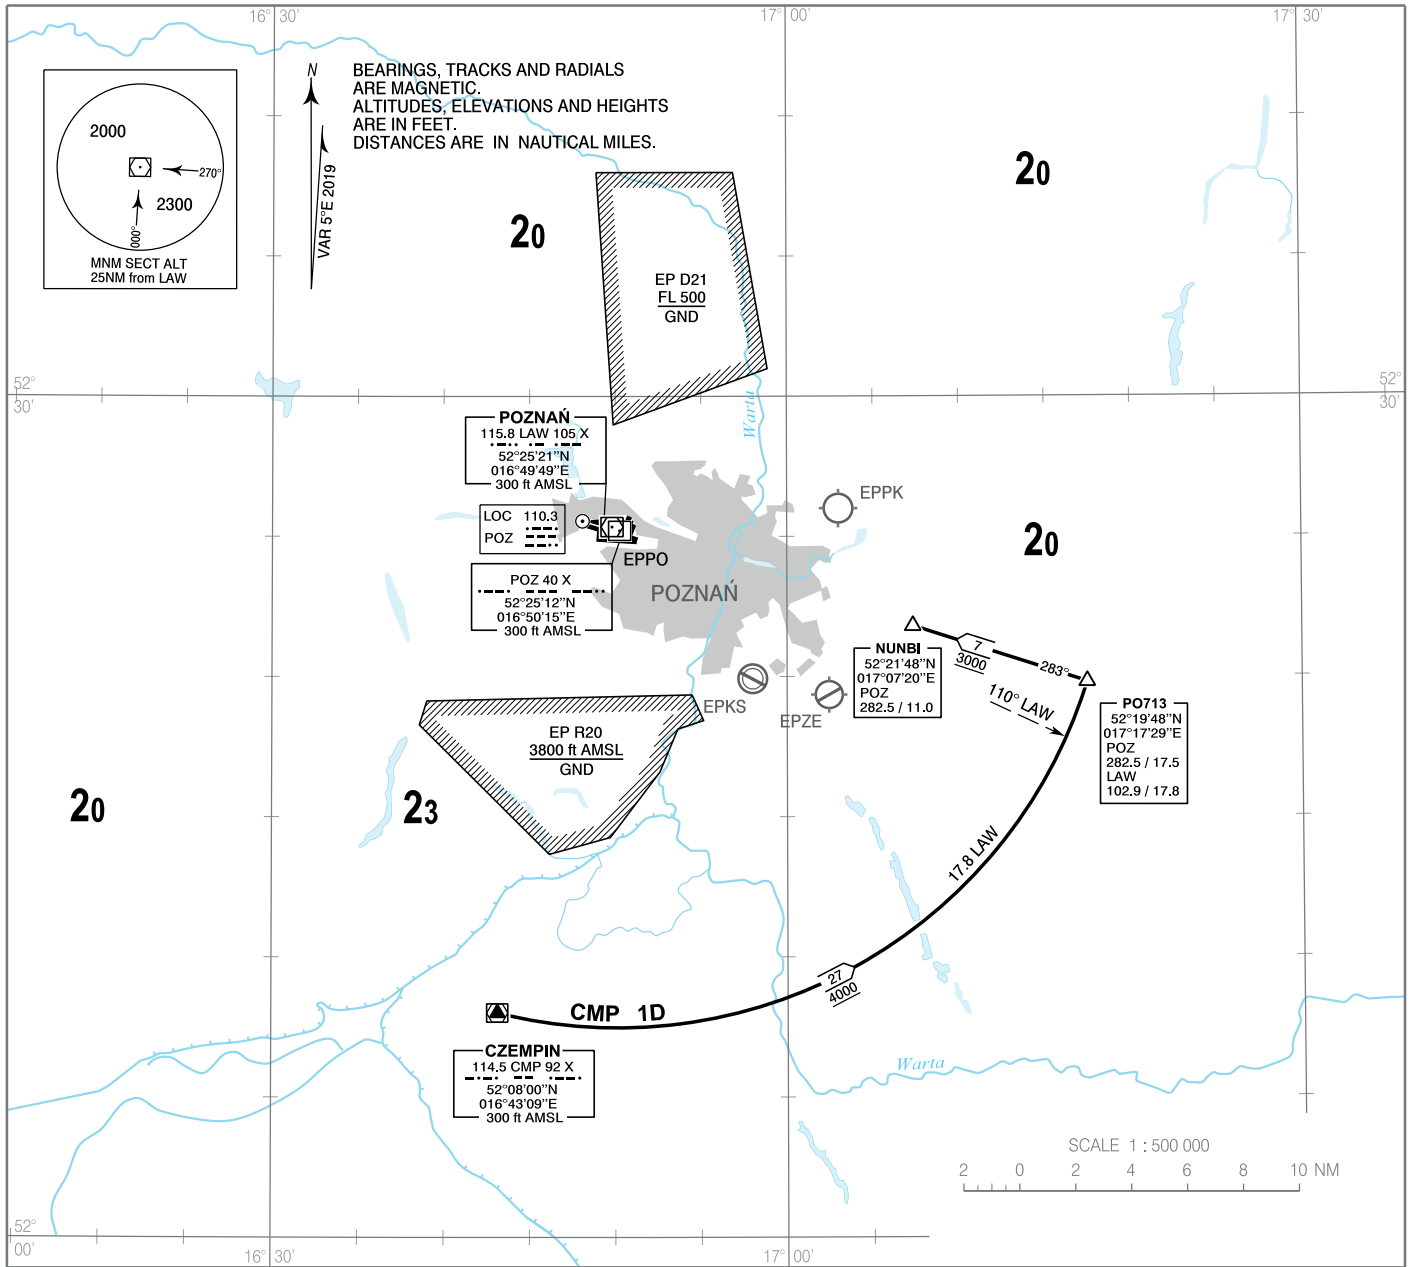 16° 30'
17° 00'
17° 30'
2000
270°
2300
000°
MNM SECT ALT
25NM from LAW
N
VAR 5°E 2019
BEARINGS, TRACKS AND RADIALS
ARE MAGNETIC.
ALTITUDES, ELEVATIONS AND HEIGHTS
ARE IN FEET.
DISTANCES ARE IN NAUTICAL MILES.
20
20
EP D21
FL 500
GND
52°
30'
52°
30'
Warta
POZNAŃ
115.8 LAW 105 X
52°25'21"N
016°49'49"E
300 ft AMSL
LOC 110.3
POZ
EPPO
EPPK
20
POZ 40 X
52°25'12"N
016°50'15"E
300 ft AMSL
POZNAŃ
NUNBI
52°21'48"N
017°07'20"E
POZ
282.5 / 11.0
7
3000
283°
110° LAW
PO713
52°19'48"N
017°17'29"E
POZ
282.5 / 17.5
LAW
102.9 / 17.8
EPKS
EPZE
EP R20
3800 ft AMSL
GND
20
23
17.8 LAW
27
4000
CMP 1D
CZEMPIN
114.5 CMP 92 X
52°08'00"N
016°43'09"E
300 ft AMSL
Warta
SCALE 1 : 500 000
2 0 2 4 6 8 10 NM
52°
00'
16° 30'
17° 00'